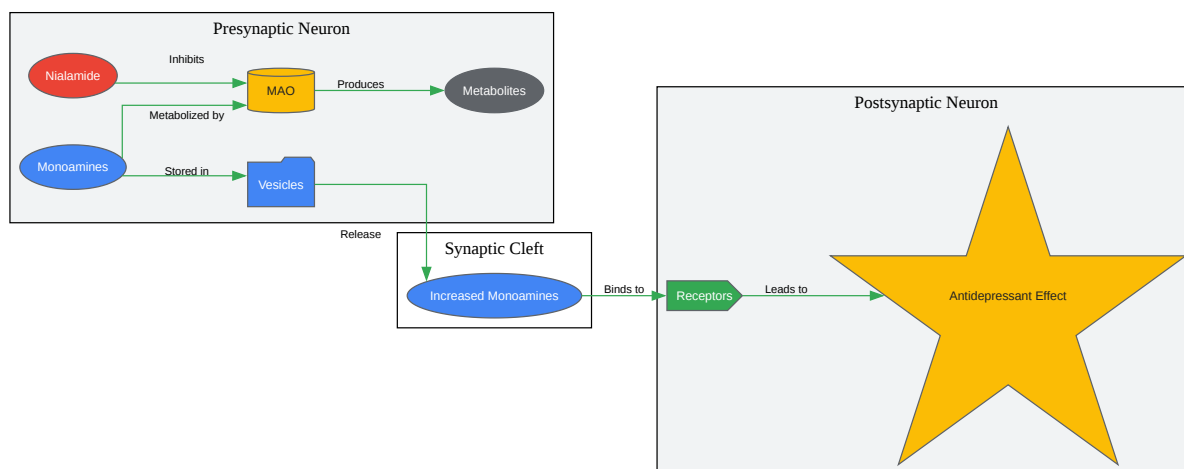 Presynaptic Neuron
Nialamide
Inhibits
MAO
Produces
Metabolites
Metabolized by
Monoamines
Stored in
Vesicles
Release
Synaptic Cleft
Increased Monoamines
Binds to
Postsynaptic Neuron
Receptors
Leads to
Antidepressant Effect